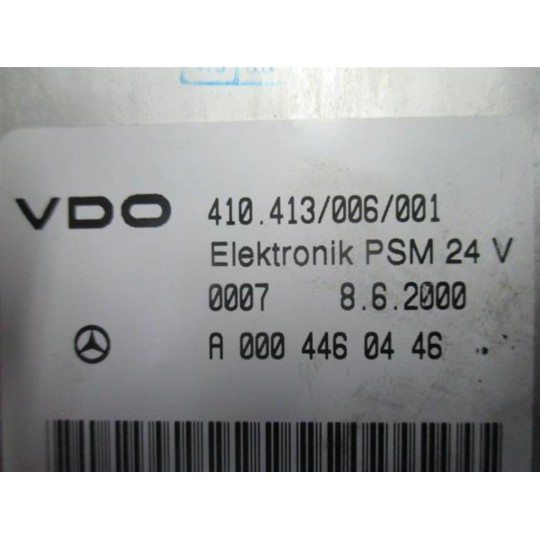 VDO 410.413/006/001
Elektronik PSM 24 V
0007 8.6.2000
A 000 446 04 46